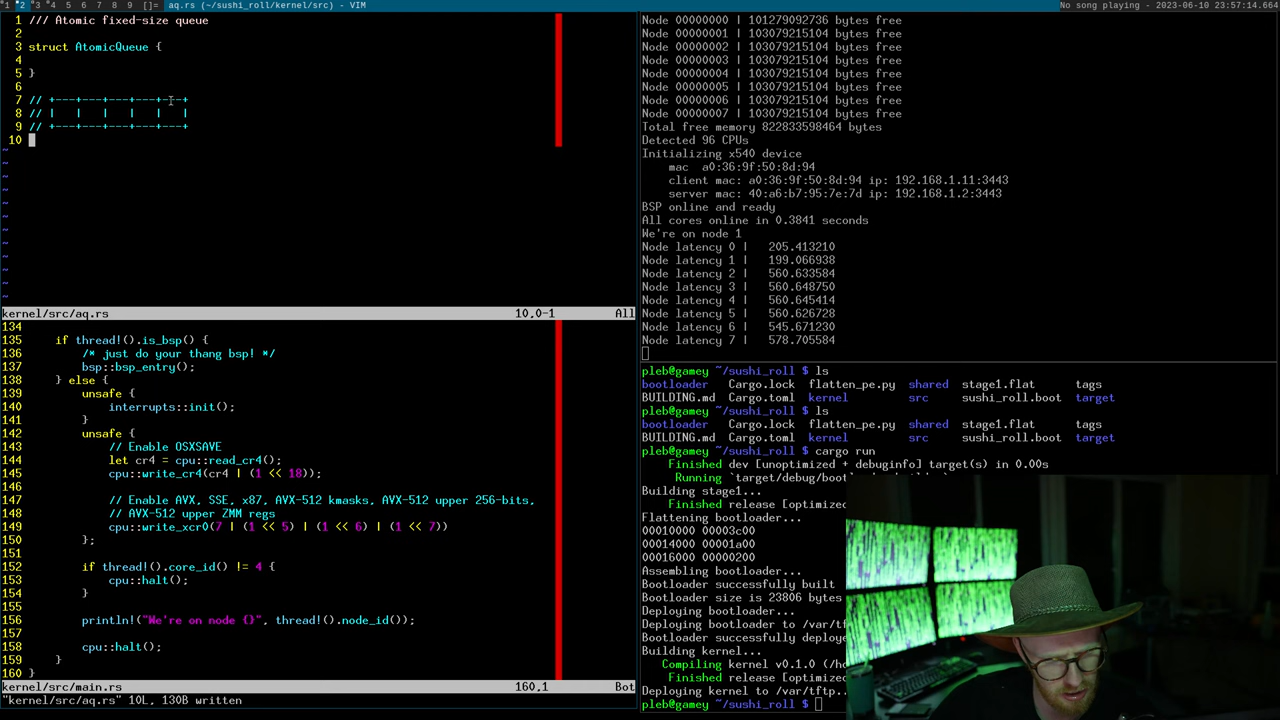 1 2 3 4 5 6 7 8 9 []= aq.rs (~/sushi_roll/kernel/src) - VIM
No song playing - 2023-06-10 23:57:14.664
1 /// Atomic fixed-size queue
2
3 struct AtomicQueue {
4
5 }
6
7 // +---+---+---+---+---+
8 // |   |   |   |   |   |
9 // +---+---+---+---+---+
10
~
~
~
~
~
~
~
~
~
~
~
~
kernel/src/aq.rs 10,0-1 All
134
135     if thread!().is_bsp() {
136         /* just do your thang bsp! */
137         bsp::bsp_entry();
138     } else {
139         unsafe {
140             interrupts::init();
141         }
142         unsafe {
143             // Enable OSXSAVE
144             let cr4 = cpu::read_cr4();
145             cpu::write_cr4(cr4 | (1 << 18));
146
147             // Enable AVX, SSE, x87, AVX-512 kmasks, AVX-512 upper 256-bits,
148             // AVX-512 upper ZMM regs
149             cpu::write_xcr0(7 | (1 << 5) | (1 << 6) | (1 << 7))
150         };
151
152         if thread!().core_id() != 4 {
153             cpu::halt();
154         }
155
156         println!("We're on node {}", thread!().node_id());
157
158         cpu::halt();
159     }
160 }
kernel/src/main.rs 160,1 Bot
"kernel/src/aq.rs" 10L, 130B written
Node 00000000 | 101279092736 bytes free
Node 00000001 | 103079215104 bytes free
Node 00000002 | 103079215104 bytes free
Node 00000003 | 103079215104 bytes free
Node 00000004 | 103079215104 bytes free
Node 00000005 | 103079215104 bytes free
Node 00000006 | 103079215104 bytes free
Node 00000007 | 103079215104 bytes free
Total free memory 822833598464 bytes
Detected 96 CPUs
Initializing x540 device
mac a0:36:9f:50:8d:94
client mac: a0:36:9f:50:8d:94 ip: 192.168.1.11:3443
server mac: 40:a6:b7:95:7e:7d ip: 192.168.1.2:3443
BSP online and ready
All cores online in 0.3841 seconds
We're on node 1
Node latency 0 | 205.413210
Node latency 1 | 199.066938
Node latency 2 | 560.633584
Node latency 3 | 560.648750
Node latency 4 | 560.645414
Node latency 5 | 560.626728
Node latency 6 | 545.671230
Node latency 7 | 578.705584
pleb@gamey ~/sushi_roll $ ls
bootloader Cargo.lock flatten_pe.py shared stage1.flat tags
BUILDING.md Cargo.toml kernel src sushi_roll.boot target
pleb@gamey ~/sushi_roll $ ls
bootloader Cargo.lock flatten_pe.py shared stage1.flat tags
BUILDING.md Cargo.toml kernel src sushi_roll.boot target
pleb@gamey ~/sushi_roll $ cargo run
Finished dev [unoptimized + debuginfo] target(s) in 0.00s
Running `target/debug/boo
Building stage1...
Finished release [optimize
Flattening bootloader...
00010000 00003c00
00014000 00001a00
00016000 00000200
Assembling bootloader...
Bootloader successfully built
Bootloader size is 23806 bytes
Deploying bootloader...
Deploying bootloader to /var/t
Bootloader successfully deploye
Building kernel...
Compiling kernel v0.1.0 (/ho
Finished release [optimize
Deploying kernel to /var/tftp..
pleb@gamey ~/sushi_roll $